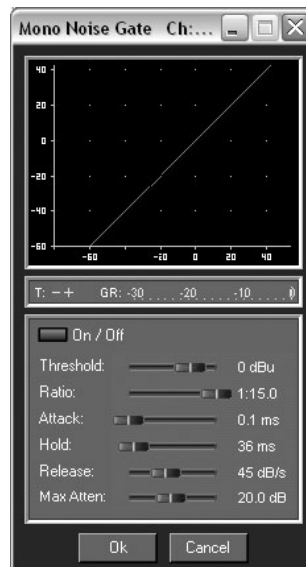 Mono Noise Gate Ch:...
40
20
0
-20
-40
-60
-60 -40 -20 0 20 40
T: -+ GR: -30 -20 -10 0
On / Off
Threshold: 0 dBu
Ratio: 1:15.0
Attack: 0.1 ms
Hold: 36 ms
Release: 45 dB/s
Max Atten: 20.0 dB
Ok Cancel